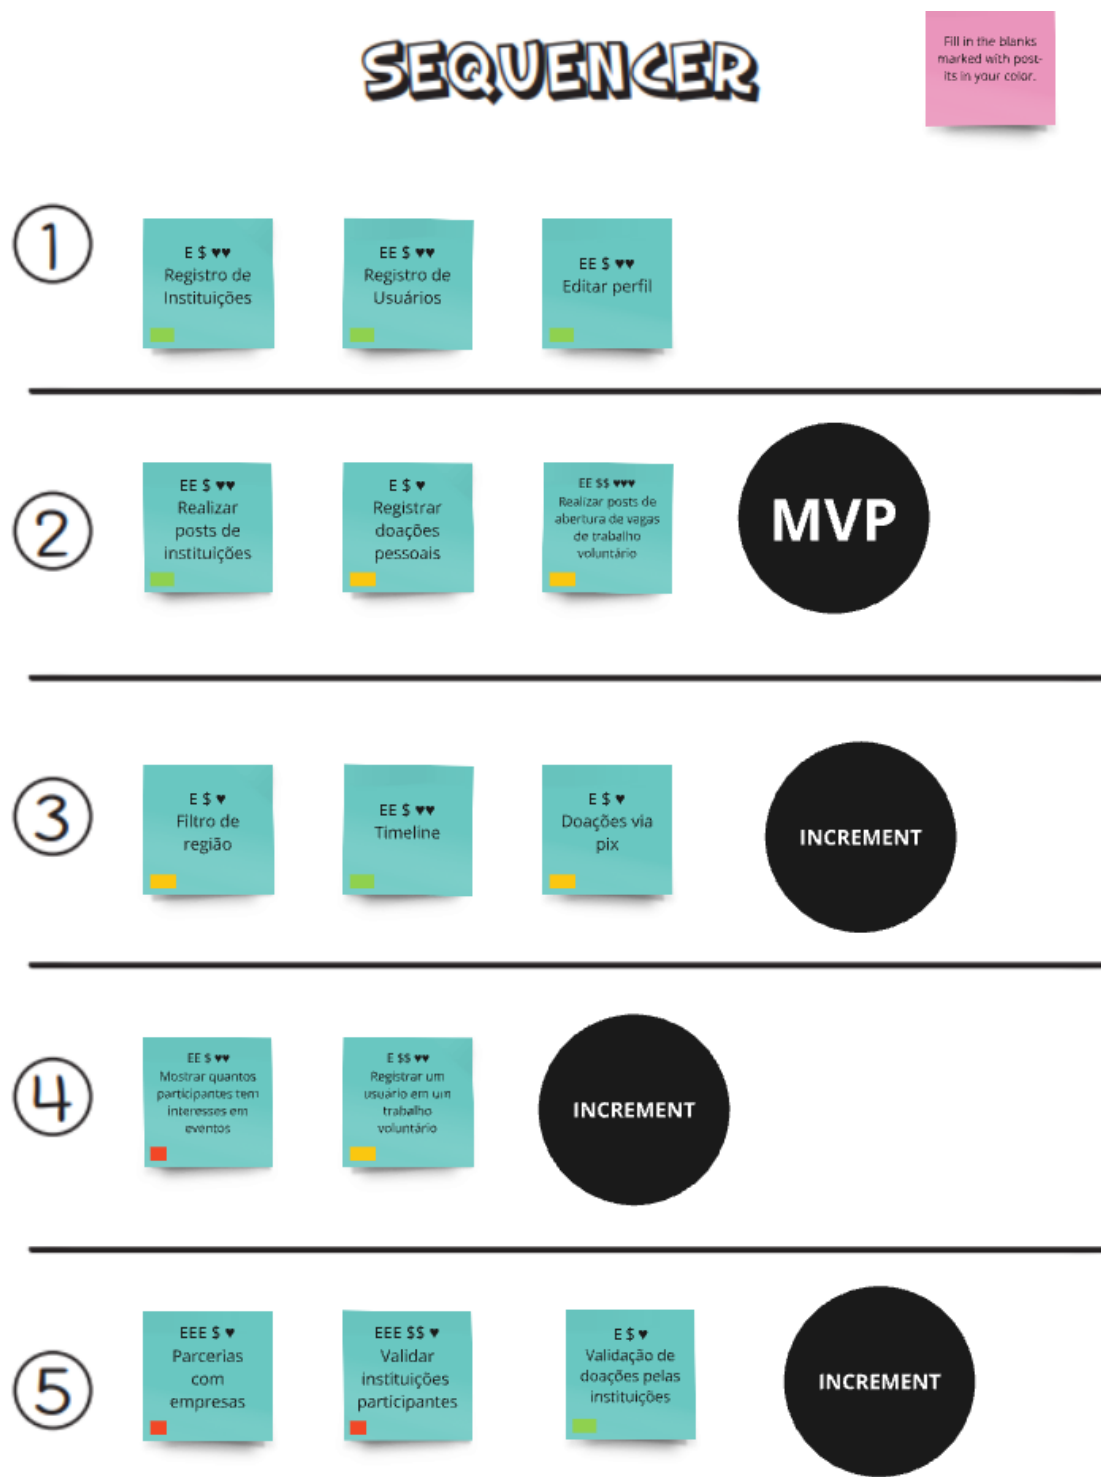 SEQUENCER
Fill in the blanks
marked with post-
its in your color.
1
E $ ♥♥
Registro de
Instituições
EE $ ♥♥
Registro de
Usuários
EE $ ♥♥
Editar perfil
2
EE $ ♥♥
Realizar
posts de
instituições
E $ ♥
Registrar
doações
pessoais
EE $$ ♥♥♥
Realizar posts de
abertura de vagas
de trabalho
voluntário
MVP
3
E $ ♥
Filtro de
região
EE $ ♥♥
Timeline
E $ ♥
Doações via
pix
INCREMENT
4
EE $ ♥♥
Mostrar quantos
participantes tem
interesses em
eventos
E $$ ♥♥
Registrar um
usuário em um
trabalho
voluntário
INCREMENT
5
EEE $ ♥
Parcerias
com
empresas
EEE $$ ♥
Validar
instituições
participantes
E $ ♥
Validação de
doações pelas
instituições
INCREMENT